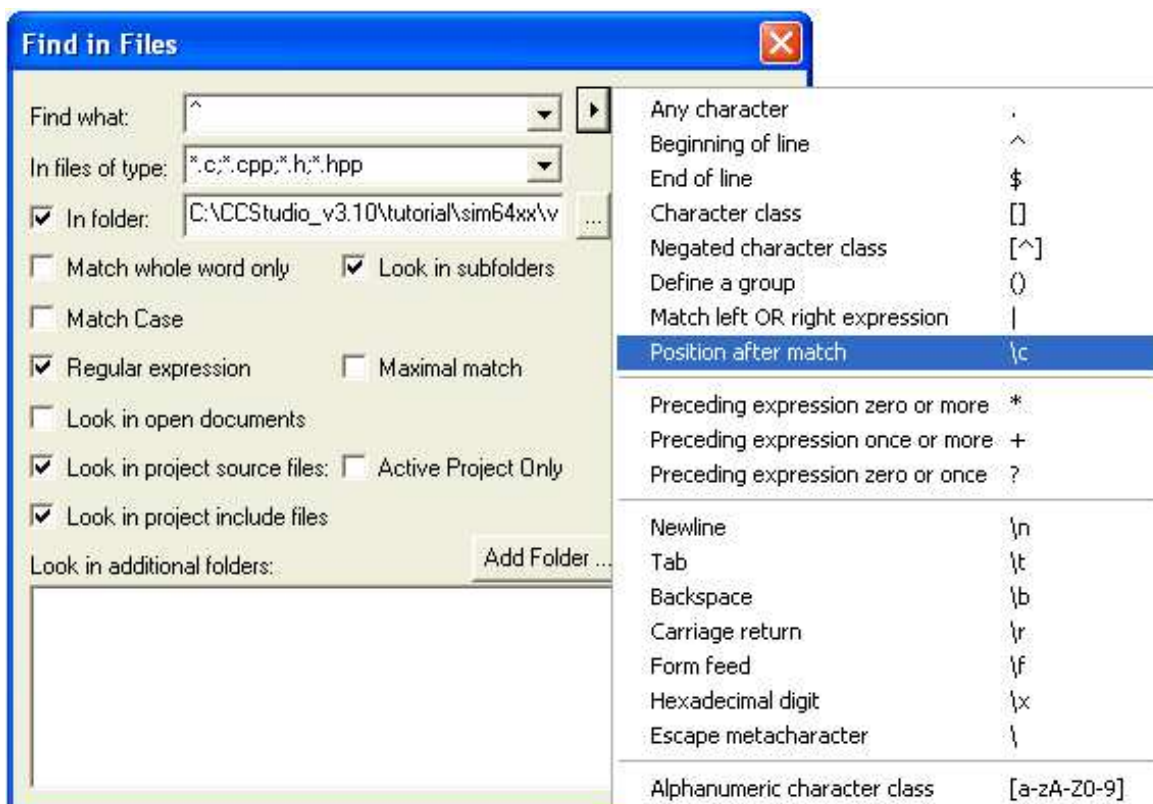 Find in Files
Find what: ^
In files of type: *.c;*.cpp;*.h;*.hpp
In folder: C:\CCStudio_v3.10\tutorial\sim64xx\v ...
Match whole word only Look in subfolders
Match Case
Regular expression Maximal match
Look in open documents
Look in project source files: Active Project Only
Look in project include files
Look in additional folders: Add Folder ...
Any character .
Beginning of line ^
End of line $
Character class []
Negated character class [^]
Define a group ()
Match left OR right expression |
Position after match \c
Preceding expression zero or more *
Preceding expression once or more +
Preceding expression zero or once ?
Newline \n
Tab \t
Backspace \b
Carriage return \r
Form feed \f
Hexadecimal digit \x
Escape metacharacter \
Alphanumeric character class [a-zA-Z0-9]